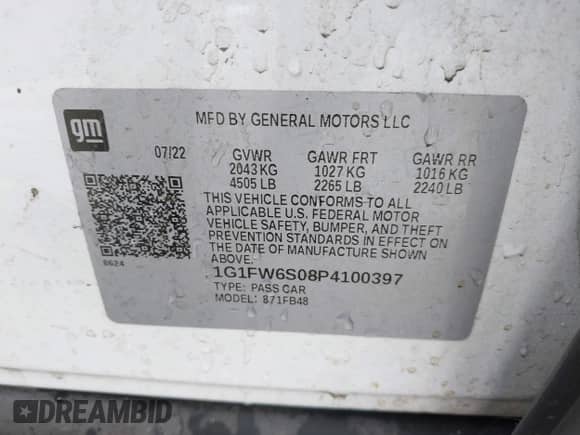 gm
MFD BY GENERAL MOTORS LLC
07/22 GVWR GAWR FRT GAWR RR
2043 KG 1027 KG 1016 KG
4505 LB 2265 LB 2240 LB
THIS VEHICLE CONFORMS TO ALL
APPLICABLE U.S. FEDERAL MOTOR
VEHICLE SAFETY, BUMPER, AND THEFT
PREVENTION STANDARDS IN EFFECT ON
THE DATE OF MANUFACTURE SHOWN
ABOVE.
8624
1G1FW6S08P4100397
TYPE: PASS CAR
MODEL: 871FB48
DREAMBID